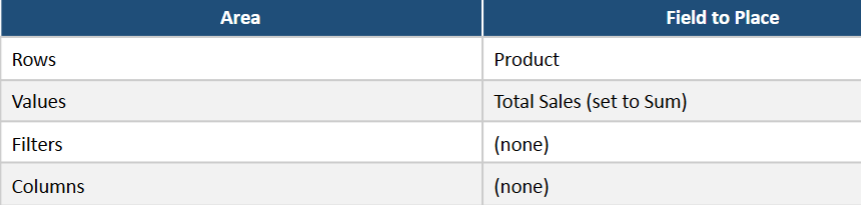 Area Field to Place
Rows Product
Values Total Sales (set to Sum)
Filters (none)
Columns (none)